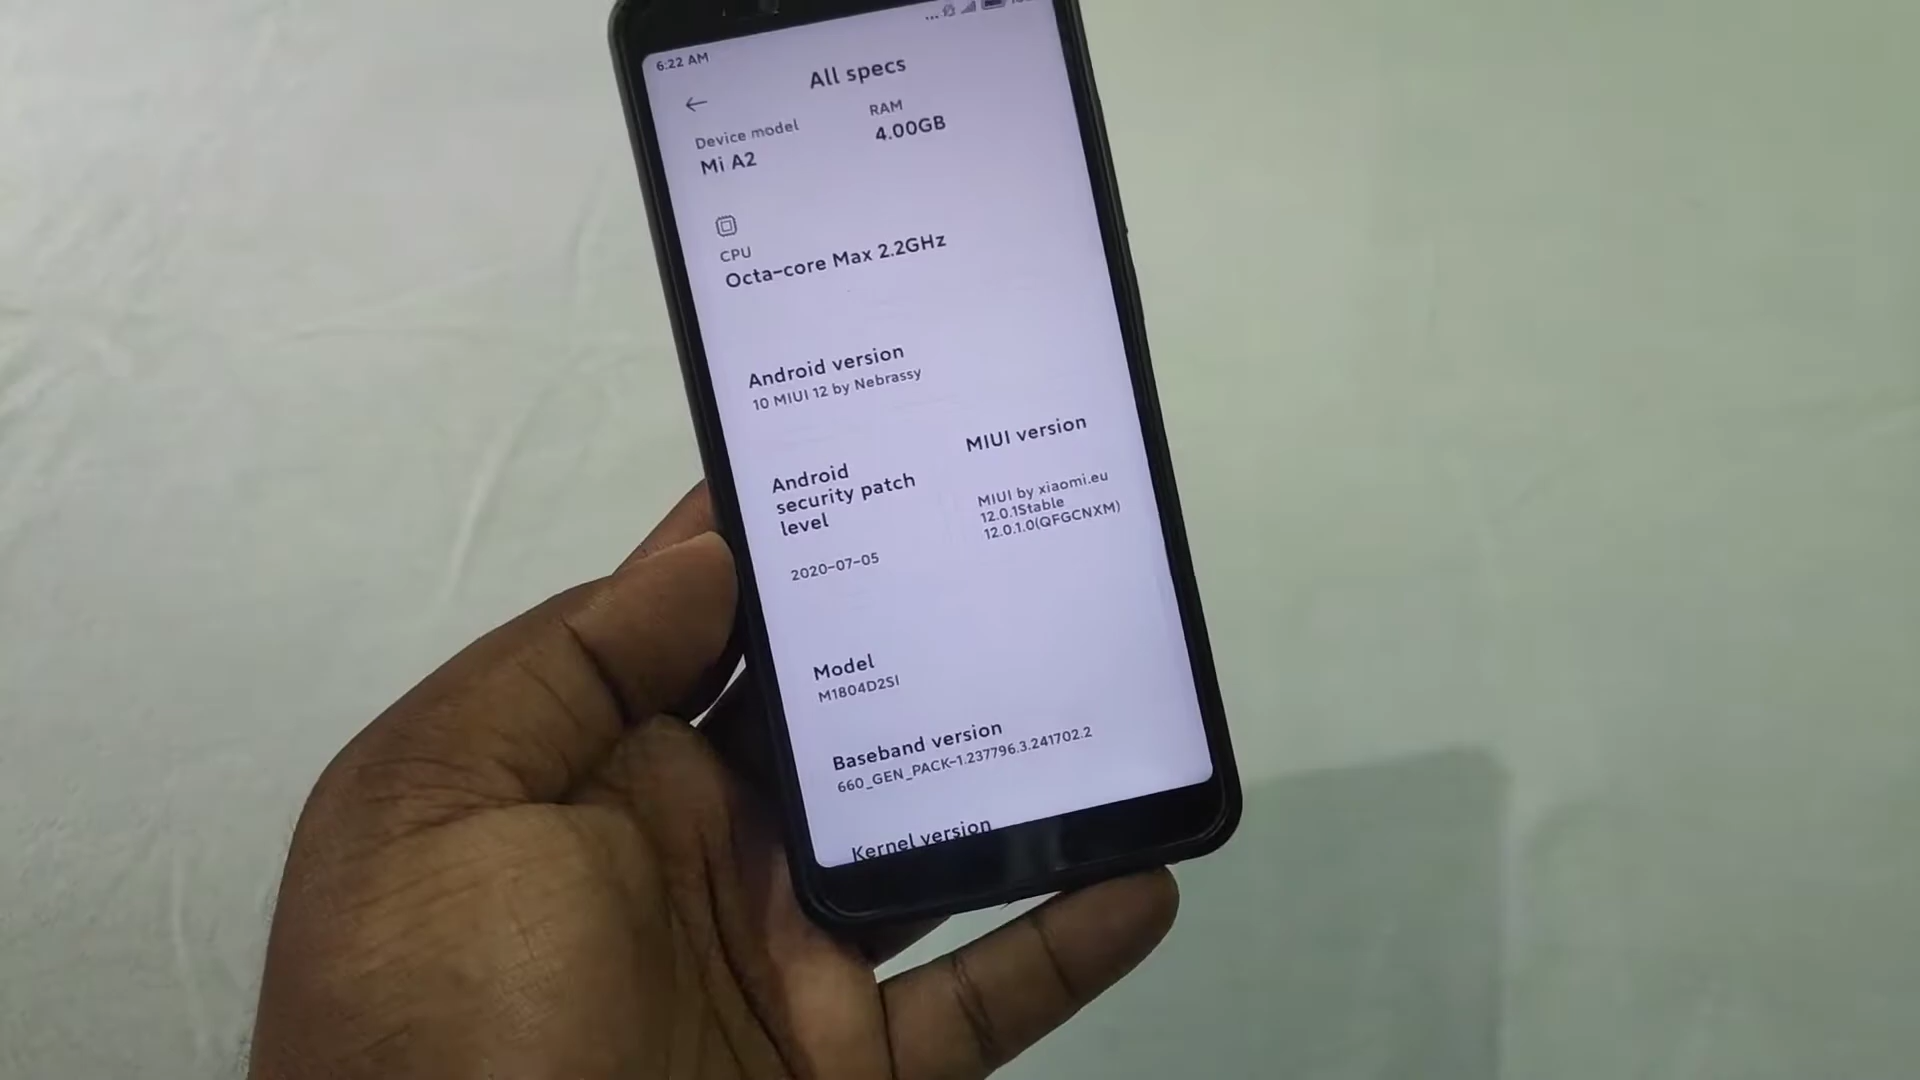 6:22 AM
All specs
Device model
Mi A2
RAM
4.00GB
CPU
Octa-core Max 2.2GHz
Android version
10 MIUI 12 by Nebrassy
Android
security patch
level
2020-07-05
MIUI version
MIUI by xiaomi.eu
12.0.1Stable
12.0.1.0(QFGCNXM)
Model
M1804D2SI
Baseband version
660_GEN_PACK-1.237796.3.241702.2
Kernel version